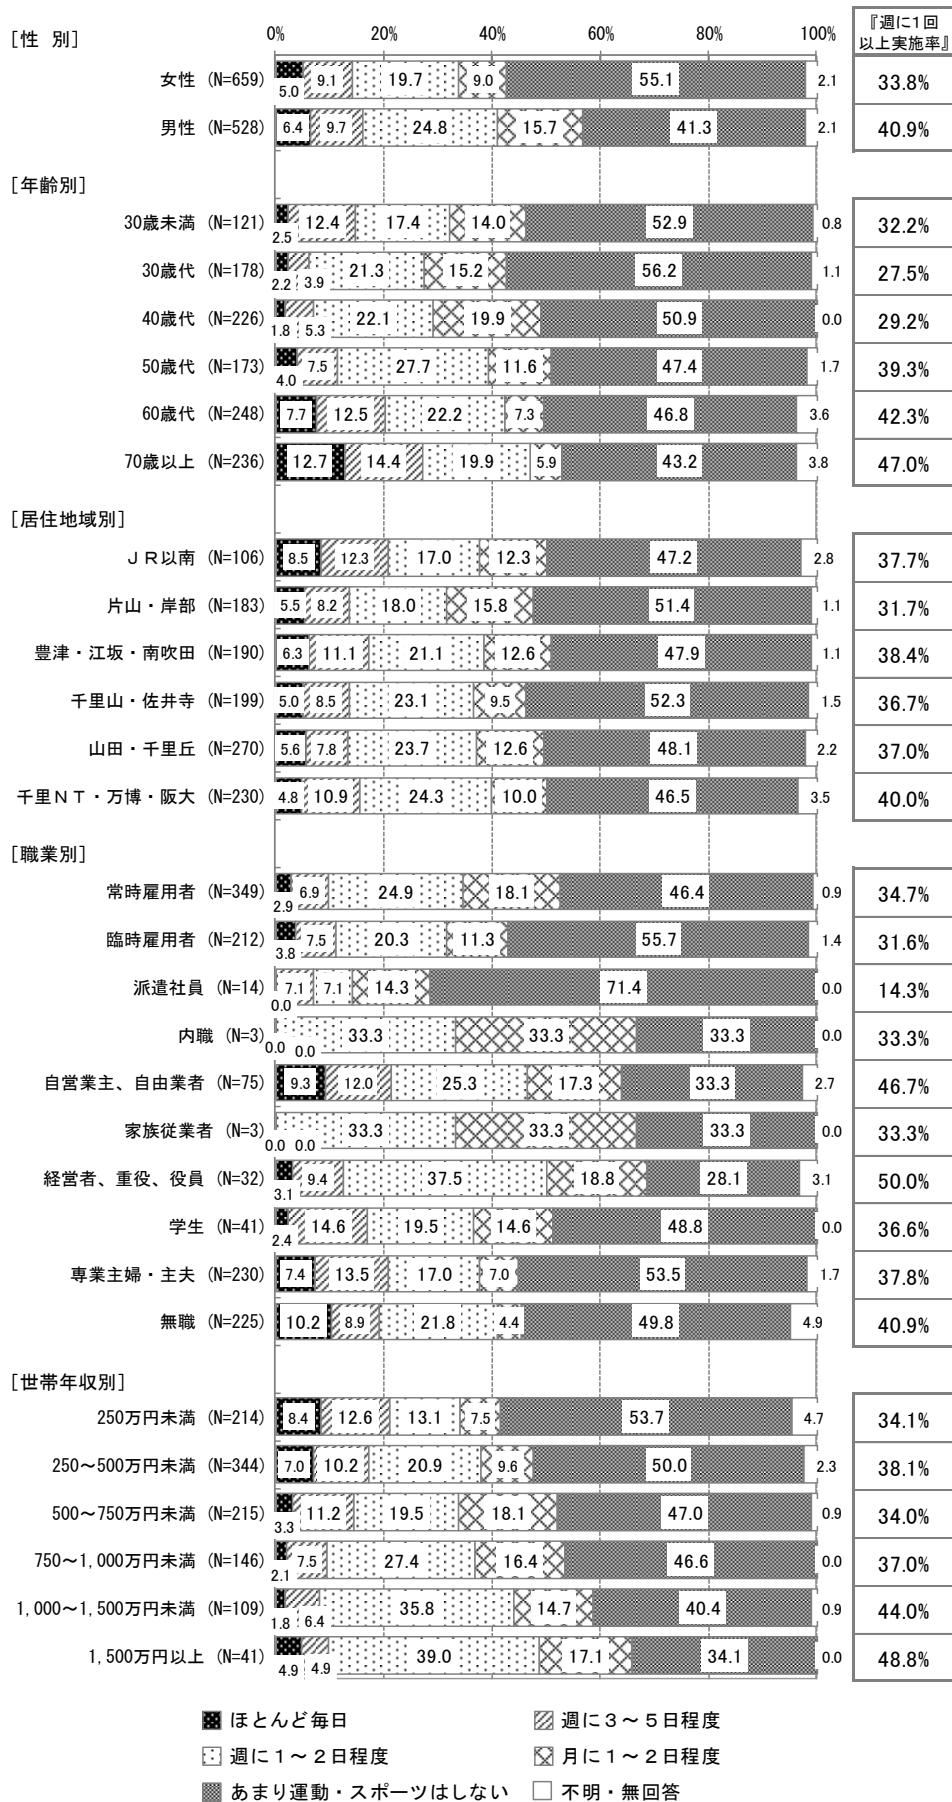 『週に1回
以上実施率』
[性 別]
0% 20% 40% 60% 80% 100%
女性 (N=659) 5.0 9.1 19.7 9.0 55.1 2.1 33.8%
男性 (N=528) 6.4 9.7 24.8 15.7 41.3 2.1 40.9%
[年齢別]
30歳未満 (N=121) 2.5 12.4 17.4 14.0 52.9 0.8 32.2%
30歳代 (N=178) 2.2 3.9 21.3 15.2 56.2 1.1 27.5%
40歳代 (N=226) 1.8 5.3 22.1 19.9 50.9 0.0 29.2%
50歳代 (N=173) 4.0 7.5 27.7 11.6 47.4 1.7 39.3%
60歳代 (N=248) 7.7 12.5 22.2 7.3 46.8 3.6 42.3%
70歳以上 (N=236) 12.7 14.4 19.9 5.9 43.2 3.8 47.0%
[居住地域別]
ＪＲ以南 (N=106) 8.5 12.3 17.0 12.3 47.2 2.8 37.7%
片山・岸部 (N=183) 5.5 8.2 18.0 15.8 51.4 1.1 31.7%
豊津・江坂・南吹田 (N=190) 6.3 11.1 21.1 12.6 47.9 1.1 38.4%
千里山・佐井寺 (N=199) 5.0 8.5 23.1 9.5 52.3 1.5 36.7%
山田・千里丘 (N=270) 5.6 7.8 23.7 12.6 48.1 2.2 37.0%
千里ＮＴ・万博・阪大 (N=230) 4.8 10.9 24.3 10.0 46.5 3.5 40.0%
[職業別]
常時雇用者 (N=349) 2.9 6.9 24.9 18.1 46.4 0.9 34.7%
臨時雇用者 (N=212) 3.8 7.5 20.3 11.3 55.7 1.4 31.6%
派遣社員 (N=14) 0.0 7.1 7.1 14.3 71.4 0.0 14.3%
内職 (N=3) 0.0 0.0 33.3 33.3 33.3 0.0 33.3%
自営業主、自由業者 (N=75) 9.3 12.0 25.3 17.3 33.3 2.7 46.7%
家族従業者 (N=3) 0.0 0.0 33.3 33.3 33.3 0.0 33.3%
経営者、重役、役員 (N=32) 3.1 9.4 37.5 18.8 28.1 3.1 50.0%
学生 (N=41) 2.4 14.6 19.5 14.6 48.8 0.0 36.6%
専業主婦・主夫 (N=230) 7.4 13.5 17.0 7.0 53.5 1.7 37.8%
無職 (N=225) 10.2 8.9 21.8 4.4 49.8 4.9 40.9%
[世帯年収別]
250万円未満 (N=214) 8.4 12.6 13.1 7.5 53.7 4.7 34.1%
250～500万円未満 (N=344) 7.0 10.2 20.9 9.6 50.0 2.3 38.1%
500～750万円未満 (N=215) 3.3 11.2 19.5 18.1 47.0 0.9 34.0%
750～1,000万円未満 (N=146) 2.1 7.5 27.4 16.4 46.6 0.0 37.0%
1,000～1,500万円未満 (N=109) 1.8 6.4 35.8 14.7 40.4 0.9 44.0%
1,500万円以上 (N=41) 4.9 4.9 39.0 17.1 34.1 0.0 48.8%
ほとんど毎日 週に３～５日程度
週に１～２日程度 月に１～２日程度
あまり運動・スポーツはしない 不明・無回答